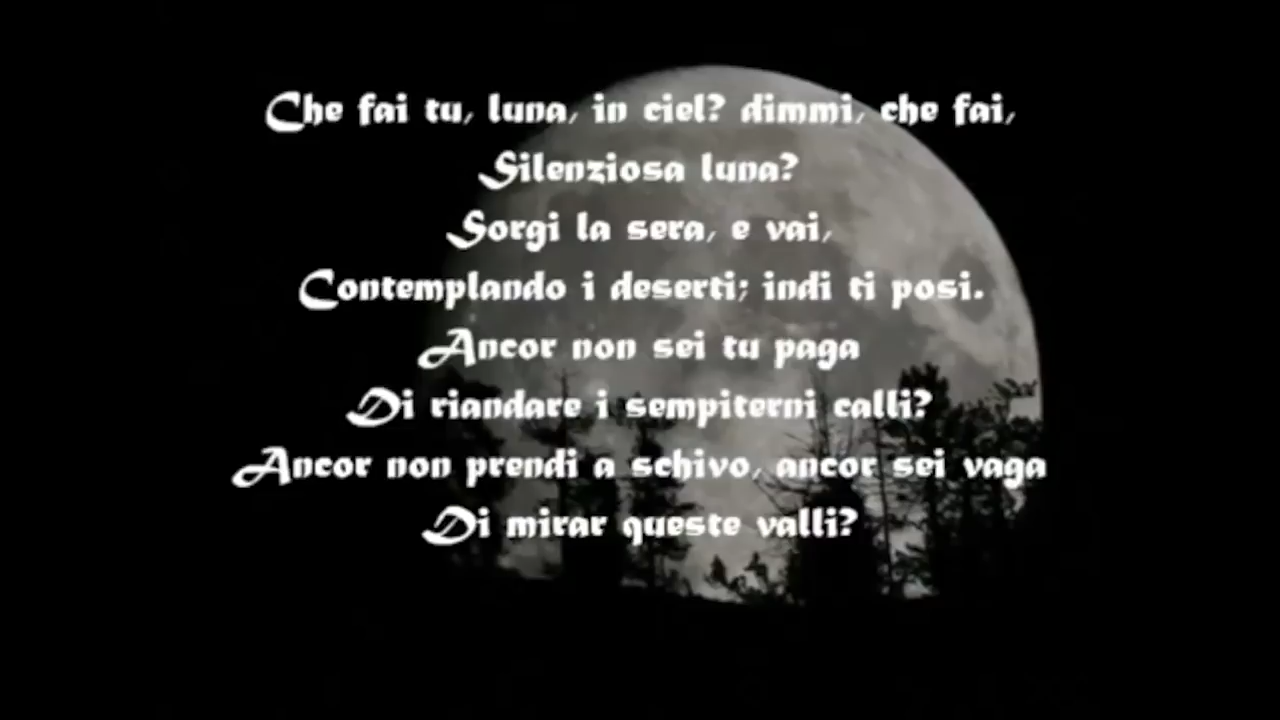 Che fai tu, luna, in ciel? dimmi, che fai,
Silenziosa luna?
Sorgi la sera, e vai,
Contemplando i deserti; indi ti posi.
Ancor non sei tu paga
Di riandare i sempiterni calli?
Ancor non prendi a schivo, ancor sei vaga
Di mirar queste valli?